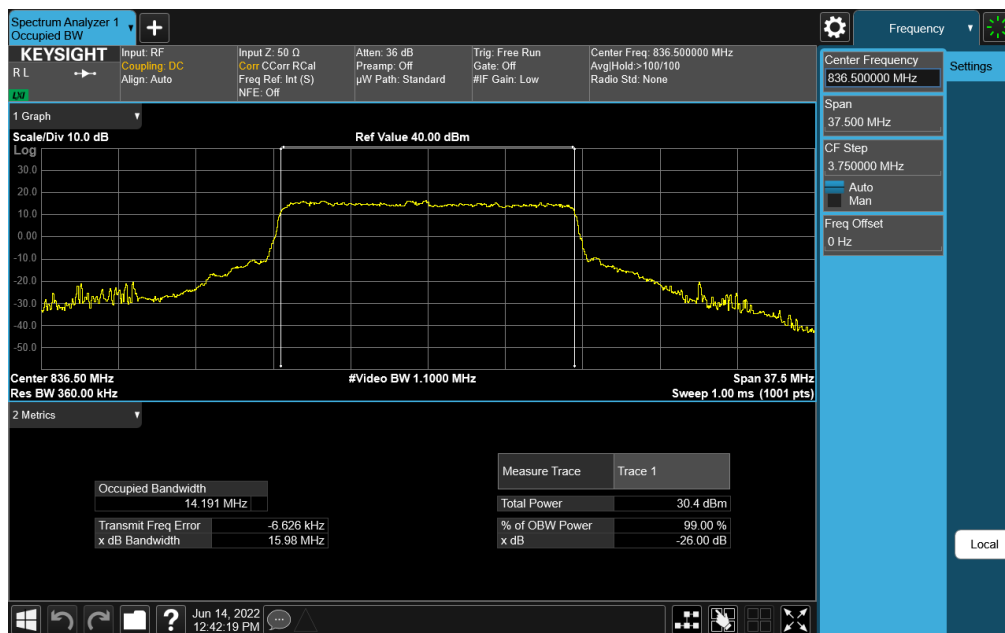 Spectrum Analyzer 1
Occupied BW
Frequency
KEYSIGHT
R L
LXI
Input: RF
Coupling: DC
Align: Auto
Input Z: 50 Ω
Corr CCorr RCal
Freq Ref: Int (S)
NFE: Off
Atten: 36 dB
Preamp: Off
µW Path: Standard
Trig: Free Run
Gate: Off
#IF Gain: Low
Center Freq: 836.500000 MHz
Avg|Hold:>100/100
Radio Std: None
Center Frequency
836.500000 MHz
Settings
Span
37.500 MHz
CF Step
3.750000 MHz
Auto
Man
Freq Offset
0 Hz
1 Graph
Scale/Div 10.0 dB
Ref Value 40.00 dBm
Log
30.0
20.0
10.0
0.00
-10.0
-20.0
-30.0
-40.0
-50.0
Center 836.50 MHz
#Video BW 1.1000 MHz
Span 37.5 MHz
Res BW 360.00 kHz
Sweep 1.00 ms (1001 pts)
2 Metrics
Occupied Bandwidth
14.191 MHz
Transmit Freq Error -6.626 kHz
x dB Bandwidth 15.98 MHz
Measure Trace Trace 1
Total Power 30.4 dBm
% of OBW Power 99.00 %
x dB -26.00 dB
Local
Jun 14, 2022
12:42:19 PM